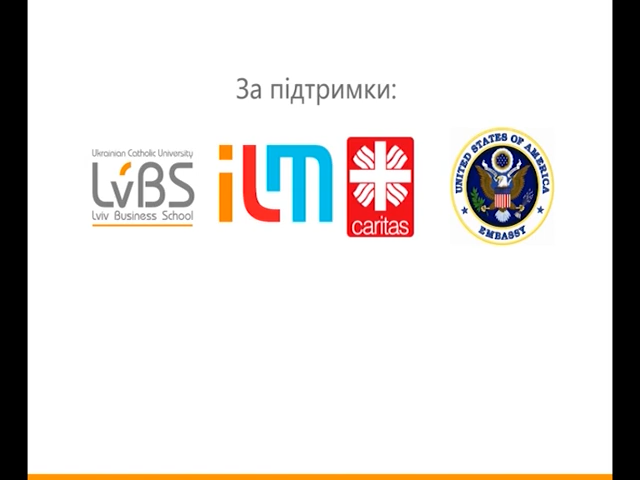 За підтримки:
Ukrainian Catholic University
LvBS
Lviv Business School
iLM
caritas
UNITED STATES OF AMERICA
EMBASSY